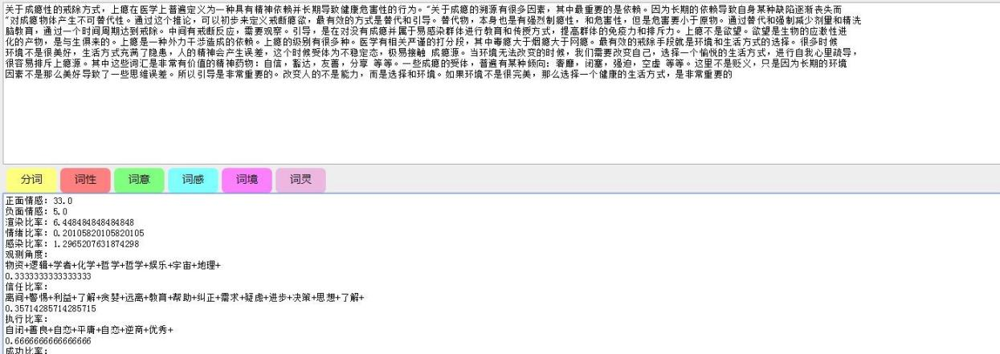 关于成瘾性的戒除方式，上瘾在医学上普遍定义为一种具有精神依赖并长期导致健康危害性的行为。"关于成瘾的溯源有很多因素，其中最重要的是依赖。因为长期的依赖导致自身某种缺陷逐渐丧失而
"对成瘾物体产生不可替代性。通过这个推论，可以初步来定义戒断瘾欲，最有效的方式是替代和引导。替代物，本身也是有强烈制瘾性，和危害性，但是危害要小于原物。通过替代和强制减少剂量和精洗
脑教育，通过一个时间周期达到戒除。中间有戒断反应，需要观察。引导，是在对没有成瘾并属于易感染群体进行教育和传授方式，提高群体的免疫力和排斥力。上瘾不是欲望。欲望是生物的应激性进
化的产物，是与生俱来的。上瘾是一种外力干涉造成的依赖。上瘾的级别有很多种。医学有相关严谨的打分段，其中毒瘾大于烟瘾大于网瘾。最有效的戒除手段就是环境和生活方式的选择。很多时候
环境不是很美好，生活方式充满了隐患，人的精神会产生误差，这个时候受体为不稳定态，极易接触 成瘾源。当环境无法改变的时候，我们需要改变自己，选择一个愉悦的生活方式，进行自我心里疏导，
很容易排斥上瘾源。其中这些词汇是非常有价值的精神药物：自信，豁达，友善，分享 等等。一些成瘾的受体，普遍有某种倾向：奢靡，闭塞，强迫，空虚 等等。这里不是贬义，只是因为长期的环境
因素不是那么美好导致了一些思维误差。所以引导是非常重要的。改变人的不是能力，而是选择和环境。如果环境不是很完美，那么选择一个健康的生活方式，是非常重要的
分词 词性 词意 词感 词境 词灵
正面情感：33.0
负面情感：5.0
渲染比率：6.448484848484848
情绪比率：0.20105820105820105
感染比率：1.2965207631874298
观测角度：
物资+逻辑+学者+化学+哲学+哲学+娱乐+宇宙+地理+
0.3333333333333333
信任比率：
离间+警惕+利益+了解+贪婪+远离+教育+帮助+纠正+需求+疑虑+进步+决策+思想+了解+
0.35714285714285715
执行比率：
自闭+善良+自恋+平庸+自恋+逆商+优秀+
0.6666666666666666
成功比率：